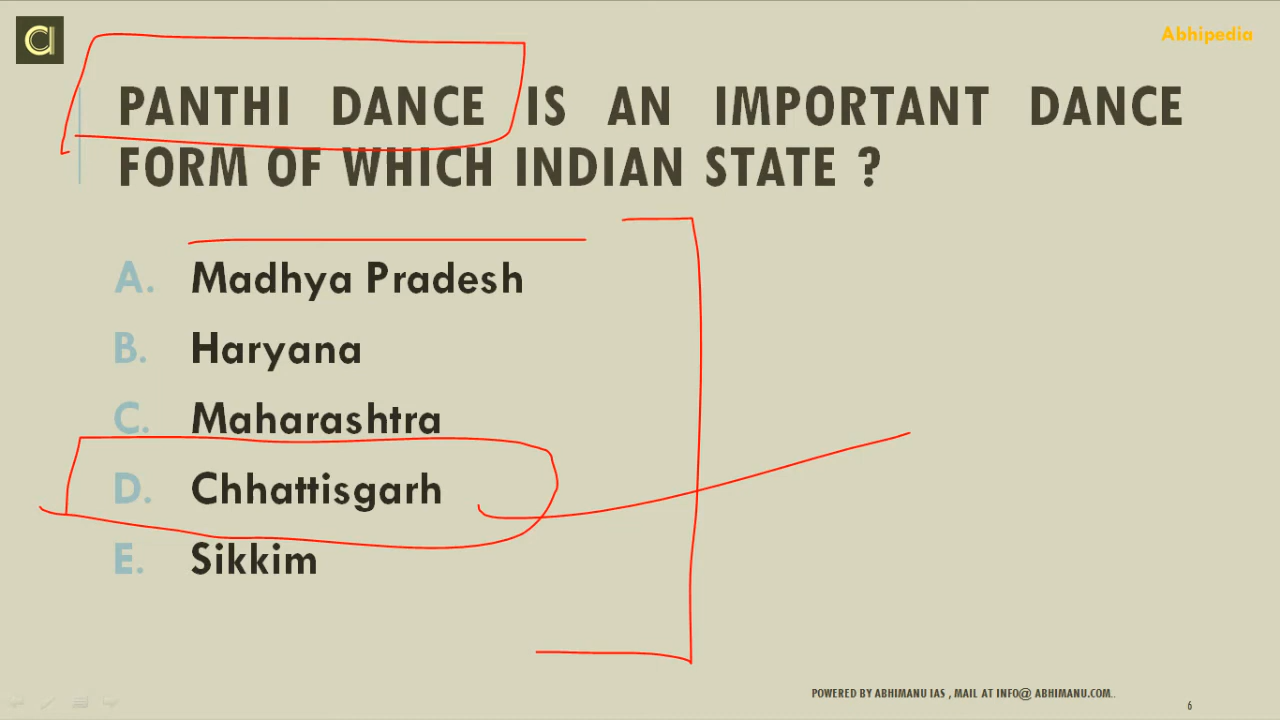 Abhipedia
PANTHI DANCE IS AN IMPORTANT DANCE
FORM OF WHICH INDIAN STATE ?
A. Madhya Pradesh
B. Haryana
C. Maharashtra
D. Chhattisgarh
E. Sikkim
POWERED BY ABHIMANU IAS , MAIL AT INFO@ ABHIMANU.COM..
6